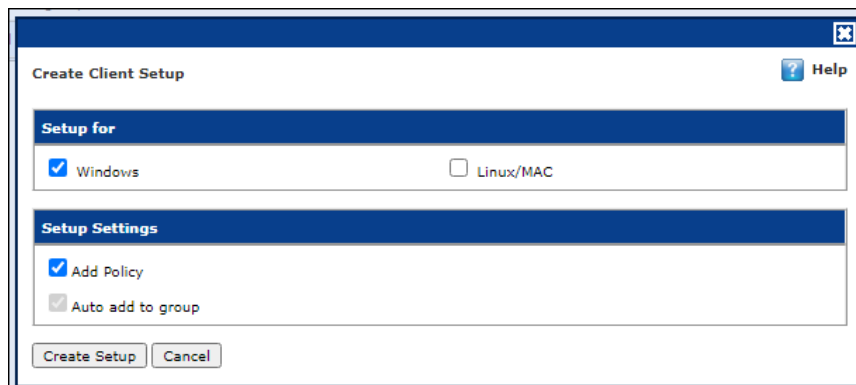 Create Client Setup
? Help
Setup for
Windows Linux/MAC
Setup Settings
Add Policy
Auto add to group
Create Setup Cancel